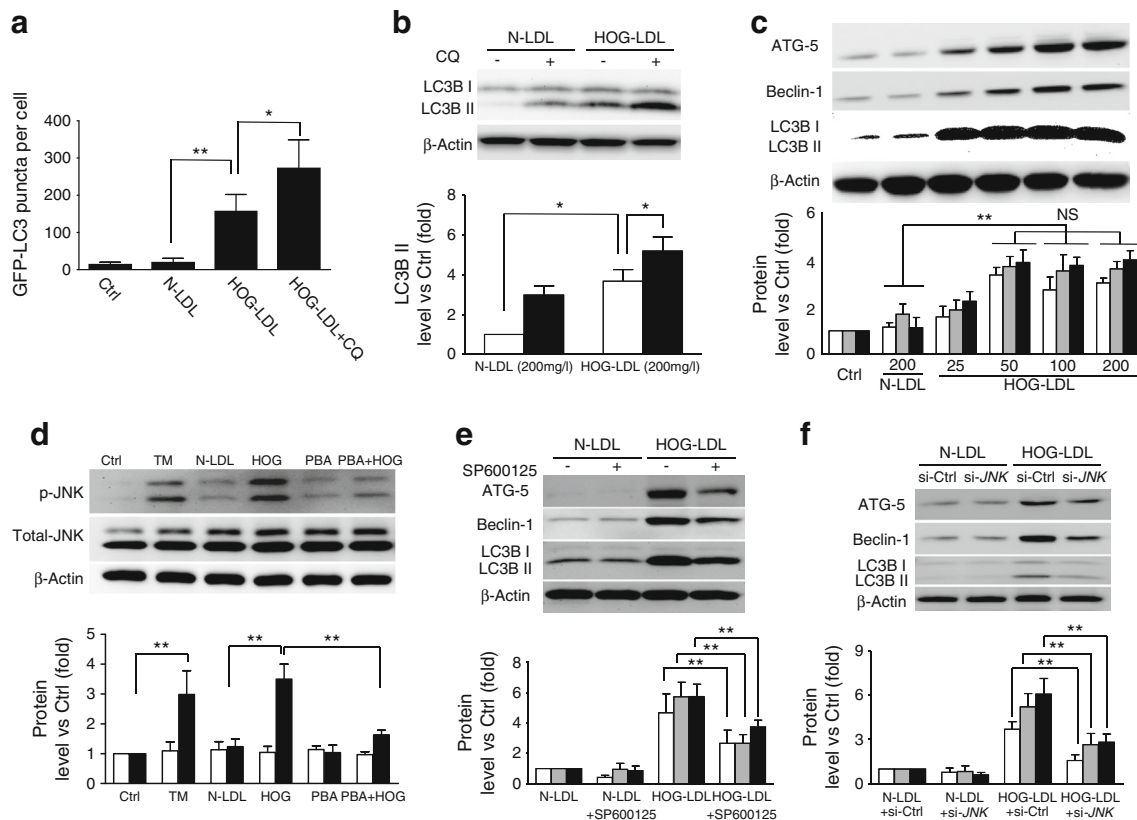 a
GFP-LC3 puncta per cell
400
300
200
100
0
**
*
Ctrl
N-LDL
HOG-LDL
HOG-LDL+CQ
b
N-LDL HOG-LDL
CQ - + - +
LC3B I
LC3B II
β-Actin
LC3B II
level vs Ctrl (fold)
8
6
4
2
0
* *
N-LDL (200mg/l) HOG-LDL (200mg/l)
c
ATG-5
Beclin-1
LC3B I
LC3B II
β-Actin
Protein
level vs Ctrl (fold)
6
4
2
0
** NS
Ctrl 200 25 50 100 200
N-LDL HOG-LDL
d
Ctrl TM N-LDL HOG PBA PBA+HOG
p-JNK
Total-JNK
β-Actin
Protein
level vs Ctrl (fold)
5
4
3
2
1
0
** ** **
Ctrl TM N-LDL HOG PBA PBA+HOG
e
N-LDL HOG-LDL
SP600125 - + - +
ATG-5
Beclin-1
LC3B I
LC3B II
β-Actin
Protein
level vs Ctrl (fold)
8
6
4
2
0
**
**
**
N-LDL N-LDL HOG-LDL HOG-LDL
+SP600125 +SP600125
f
N-LDL HOG-LDL
si-Ctrl si-JNK si-Ctrl si-JNK
ATG-5
Beclin-1
LC3B I
LC3B II
β-Actin
Protein
level vs Ctrl (fold)
9
6
3
0
**
**
**
N-LDL N-LDL HOG-LDL HOG-LDL
+si-Ctrl +si-JNK +si-Ctrl +si-JNK